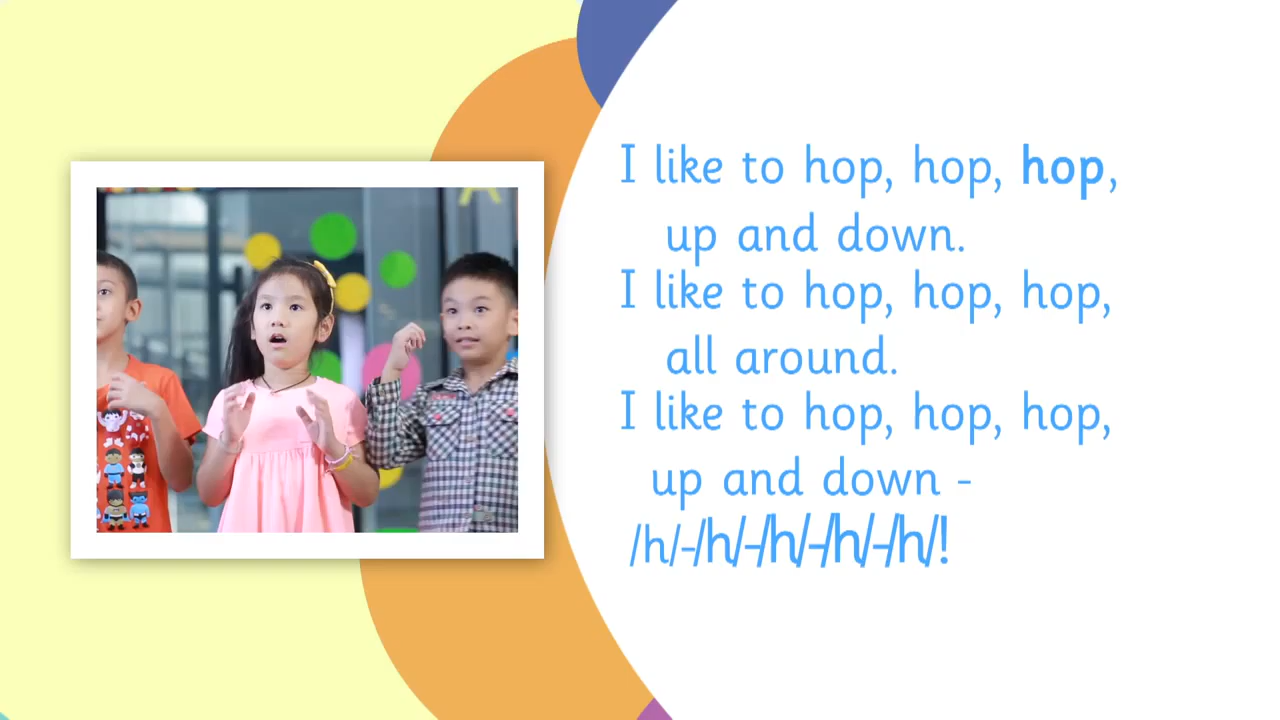 I like to hop, hop, hop,
up and down.
I like to hop, hop, hop,
all around.
I like to hop, hop, hop,
up and down -
/h/-/h/-/h/-/h/-/h/!